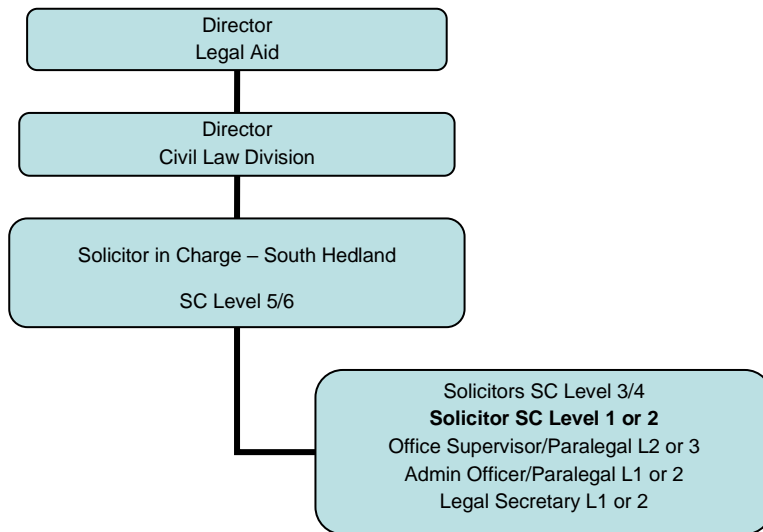 Director
Legal Aid
Director
Civil Law Division
Solicitor in Charge – South Hedland
SC Level 5/6
Solicitors SC Level 3/4
Solicitor SC Level 1 or 2
Office Supervisor/Paralegal L2 or 3
Admin Officer/Paralegal L1 or 2
Legal Secretary L1 or 2